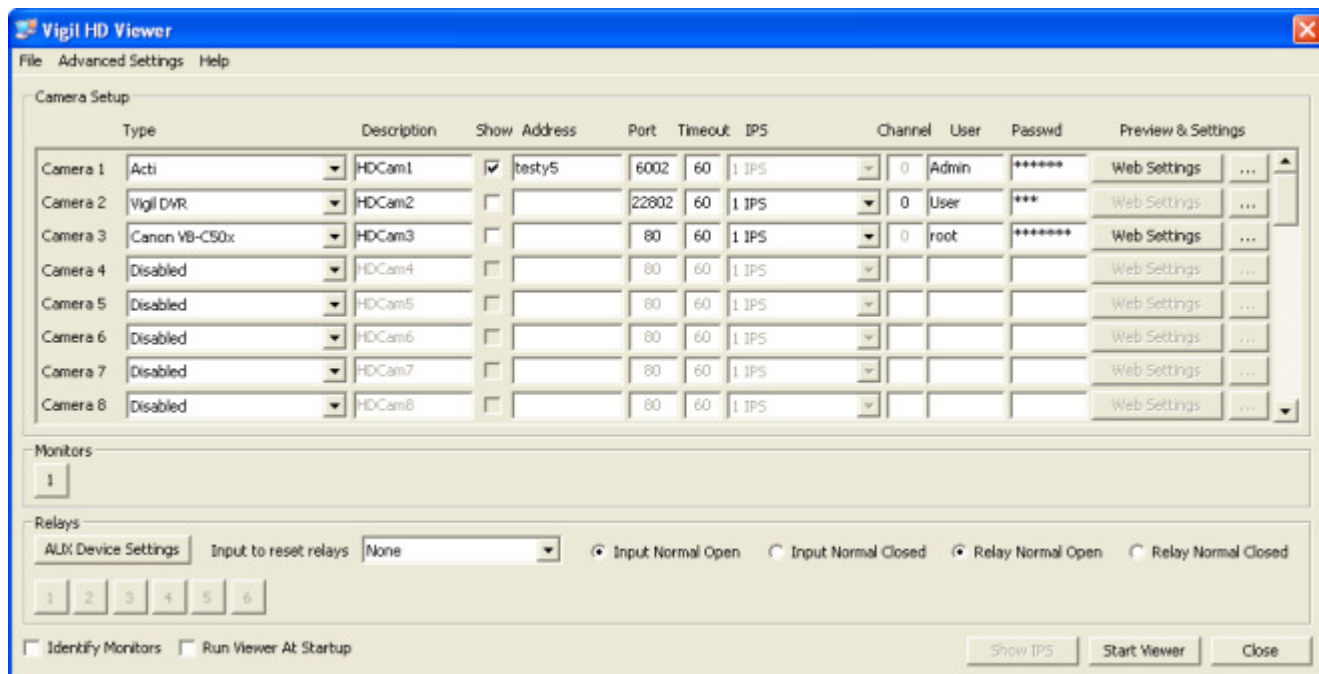 Vigil HD Viewer
File Advanced Settings Help
Camera Setup
Type Description Show Address Port Timeout IPS Channel User Passwd Preview & Settings
Camera 1 Acti HDCam1 testy5 6002 60 1 IPS 0 Admin ****** Web Settings ...
Camera 2 Vigil DVR HDCam2 22802 60 1 IPS 0 User *** Web Settings ...
Camera 3 Canon VB-C50x HDCam3 80 60 1 IPS 0 root ******* Web Settings ...
Camera 4 Disabled HDCam4 80 60 1 IPS Web Settings ...
Camera 5 Disabled HDCam5 80 60 1 IPS Web Settings ...
Camera 6 Disabled HDCam6 80 60 1 IPS Web Settings ...
Camera 7 Disabled HDCam7 80 60 1 IPS Web Settings ...
Camera 8 Disabled HDCam8 80 60 1 IPS Web Settings ...
Monitors
1
Relays
AUX Device Settings Input to reset relays None Input Normal Open Input Normal Closed Relay Normal Open Relay Normal Closed
1 2 3 4 5 6
Identify Monitors Run Viewer At Startup Show IPS Start Viewer Close